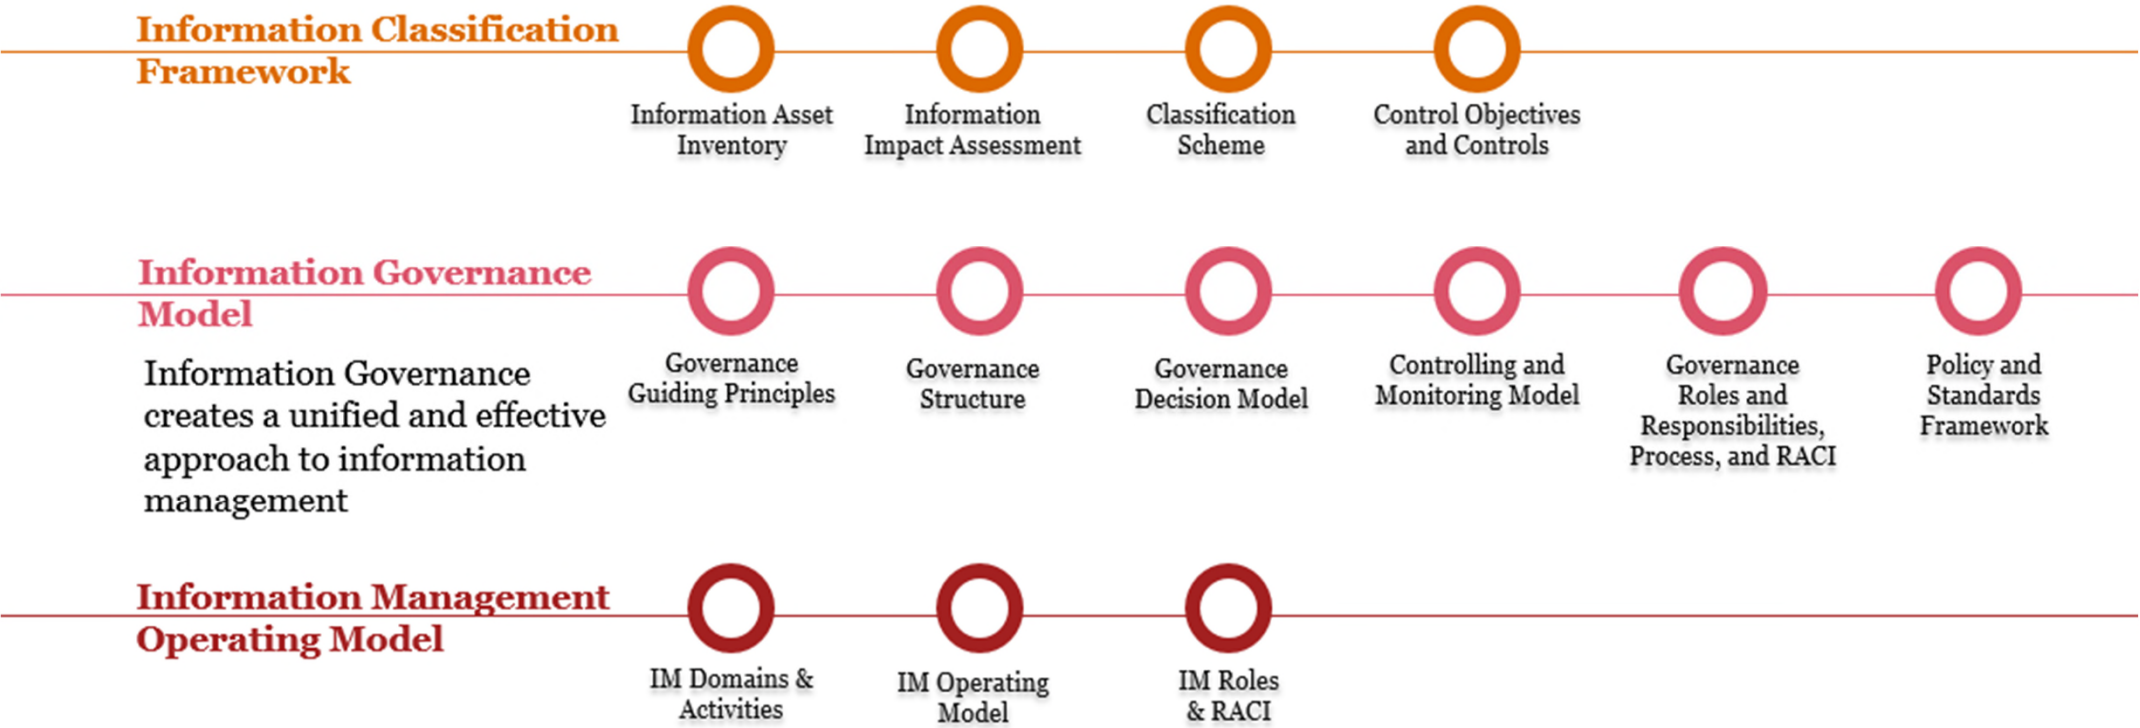 Information Classification
Framework
Information Asset
Inventory
Information
Impact Assessment
Classification
Scheme
Control Objectives
and Controls
Information Governance
Model
Information Governance
creates a unified and effective
approach to information
management
Governance
Guiding Principles
Governance
Structure
Governance
Decision Model
Controlling and
Monitoring Model
Governance
Roles and
Responsibilities,
Process, and RACI
Policy and
Standards
Framework
Information Management
Operating Model
IM Domains &
Activities
IM Operating
Model
IM Roles
& RACI